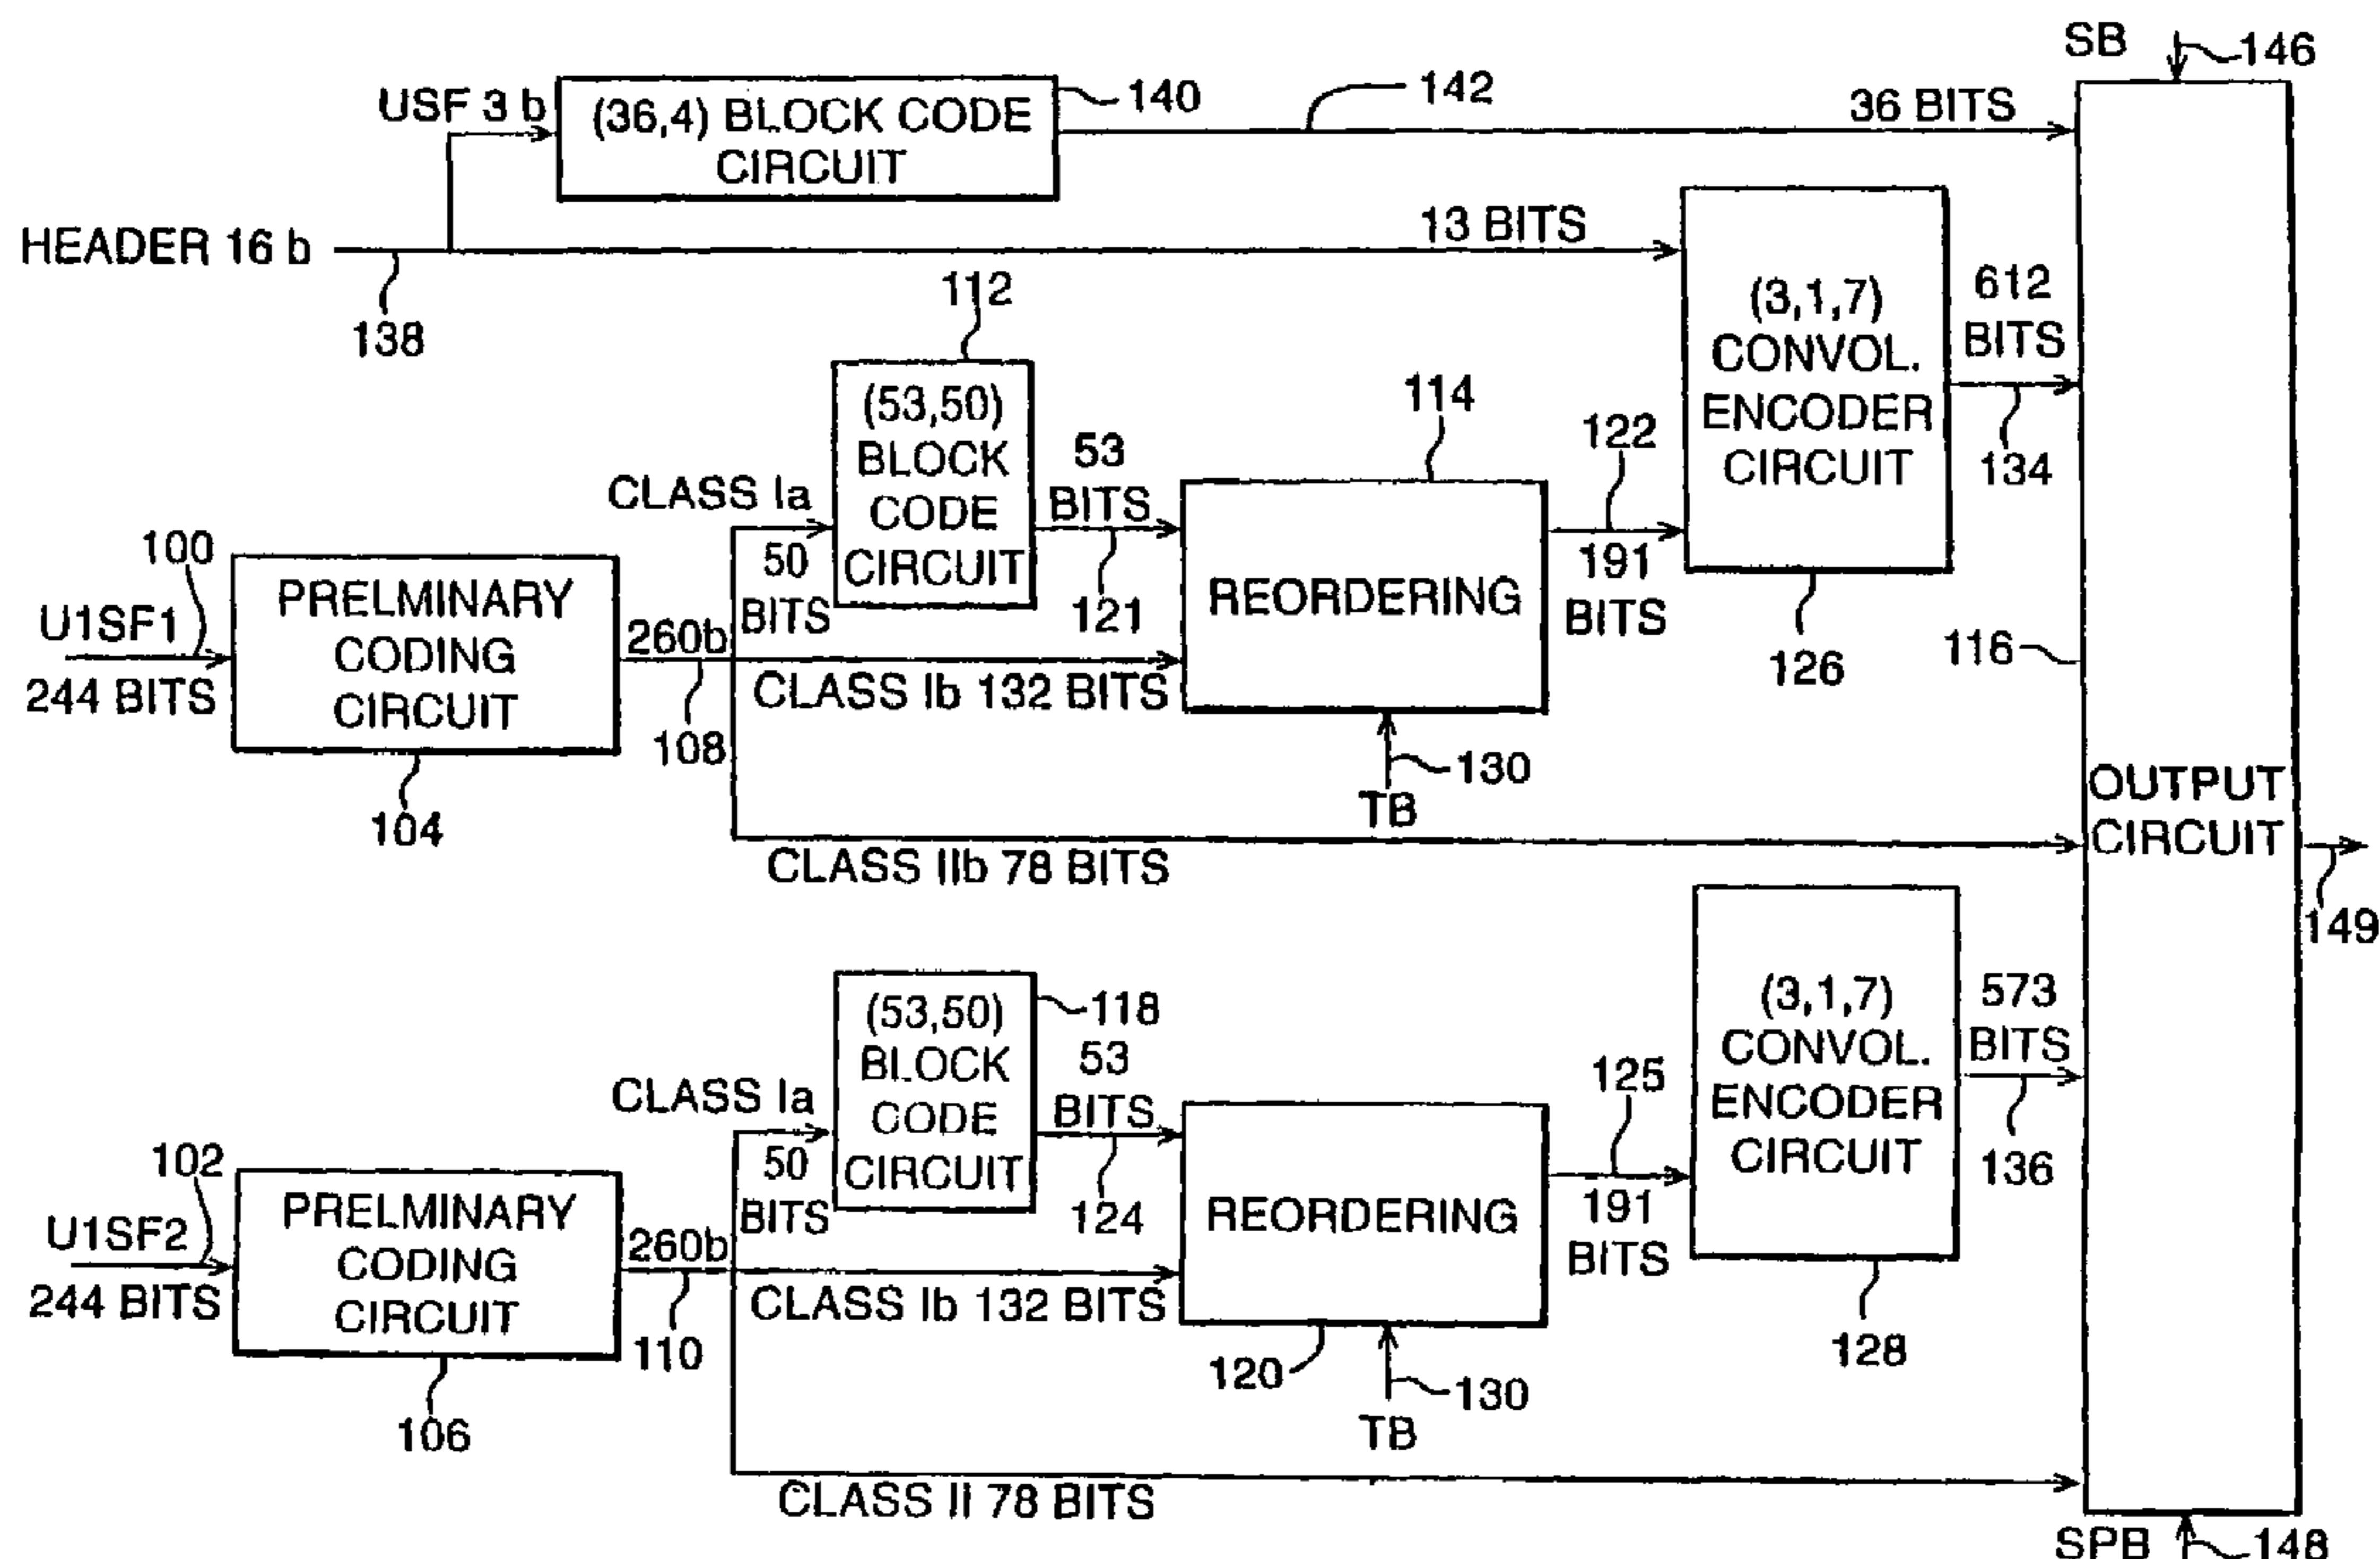 SB
146
USF 3 b
(36,4) BLOCK CODE
CIRCUIT
140
142
36 BITS
HEADER 16 b
138
13 BITS
112
(53,50)
BLOCK
CODE
CIRCUIT
CLASS Ia
50
BITS
53
BITS
121
114
REORDERING
122
191
BITS
(3,1,7)
CONVOL.
ENCODER
CIRCUIT
126
612
BITS
134
100
U1SF1
244 BITS
PRELMINARY
CODING
CIRCUIT
104
260b
108
CLASS Ib 132 BITS
130
TB
CLASS IIb 78 BITS
116
OUTPUT
CIRCUIT
149
(53,50)
BLOCK
CODE
CIRCUIT
118
CLASS Ia
50
BITS
53
BITS
124
REORDERING
120
125
191
BITS
(3,1,7)
CONVOL.
ENCODER
CIRCUIT
128
573
BITS
136
102
U1SF2
244 BITS
PRELMINARY
CODING
CIRCUIT
106
260b
110
CLASS Ib 132 BITS
130
TB
CLASS II 78 BITS
SPB
148